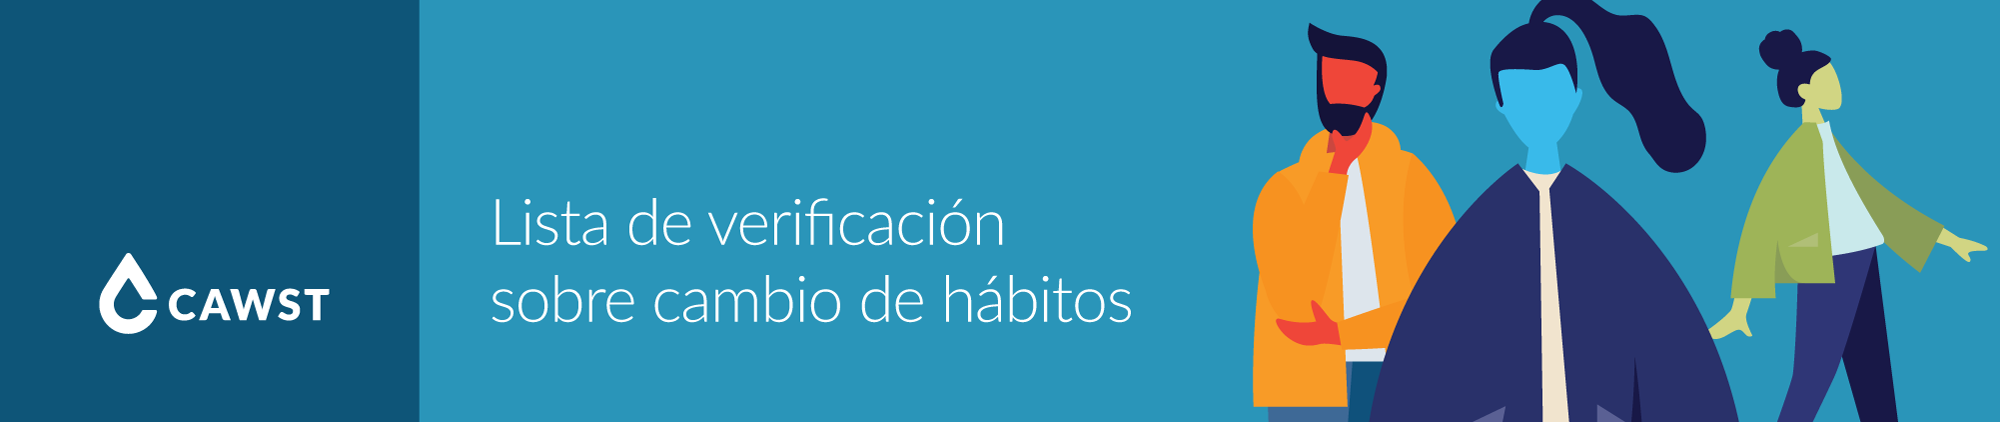 Lista de verificación
sobre cambio de hábitos
CAWST